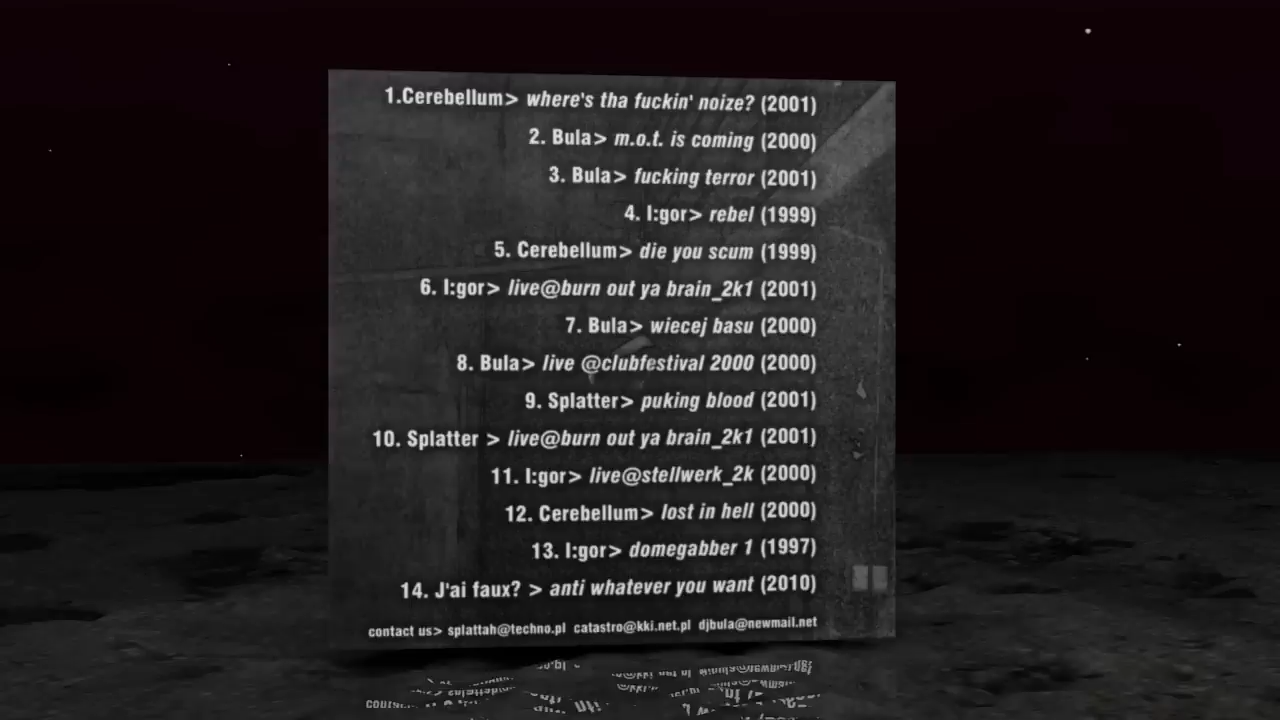 1.Cerebellum> where's tha fuckin' noize? (2001)
2. Bula> m.o.t. is coming (2000)
3. Bula> fucking terror (2001)
4. I:gor> rebel (1999)
5. Cerebellum> die you scum (1999)
6. I:gor> live@burn out ya brain_2k1 (2001)
7. Bula> wiecej basu (2000)
8. Bula> live @clubfestival 2000 (2000)
9. Splatter> puking blood (2001)
10. Splatter > live@burn out ya brain_2k1 (2001)
11. I:gor> live@stellwerk_2k (2000)
12. Cerebellum> lost in hell (2000)
13. I:gor> domegabber 1 (1997)
14. J'ai faux? > anti whatever you want (2010)
contact us> splattah@techno.pl catastro@kki.net.pl djbula@newmail.net